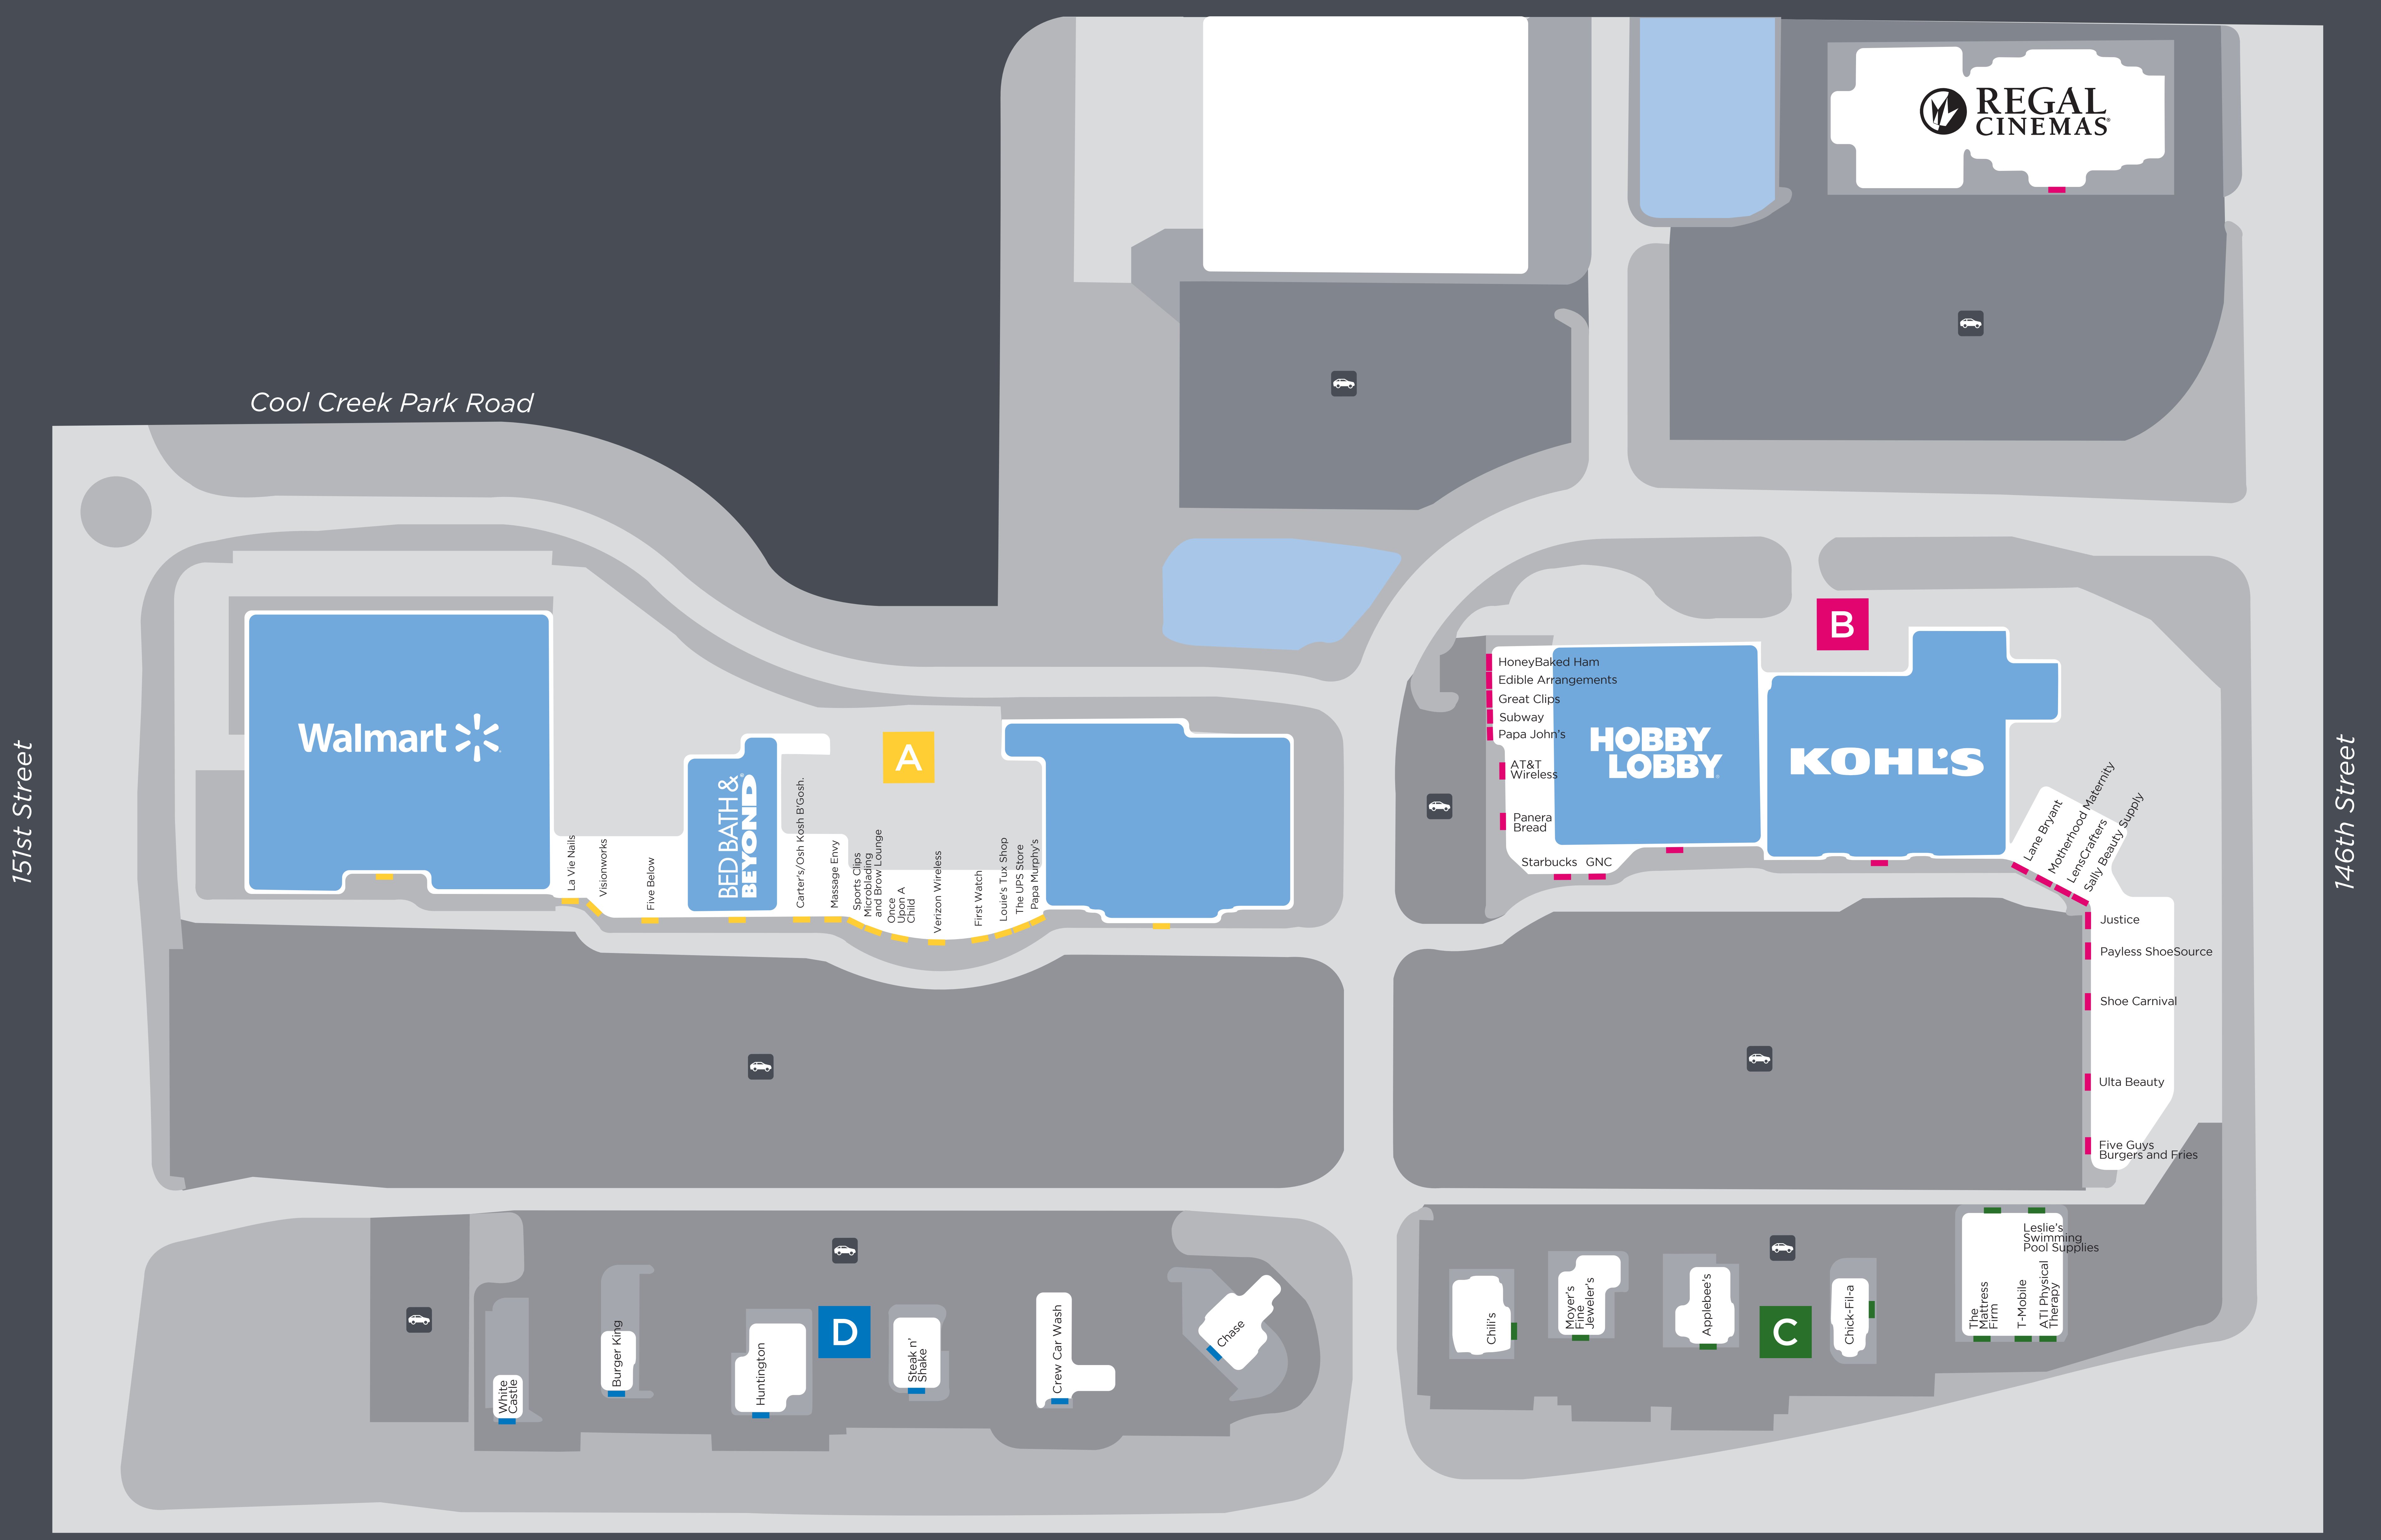 REGAL
CINEMAS®
Cool Creek Park Road
151st Street
146th Street
Walmart
La Vie Nails
Visionworks
Five Below
BED BATH &
BEYOND®
Carter's/Osh Kosh B'Gosh.
Massage Envy
A
Sports Clips
Microblading
and Brow Lounge
Once
Upon A
Child
Verizon Wireless
First Watch
Louie's Tux Shop
The UPS Store
Papa Murphy's
B
HoneyBaked Ham
Edible Arrangements
Great Clips
Subway
Papa John's
AT&T
Wireless
Panera
Bread
Starbucks
GNC
HOBBY
LOBBY
KOHL'S
Lane Bryant
Motherhood Maternity
LensCrafters
Sally Beauty Supply
Justice
Payless ShoeSource
Shoe Carnival
Ulta Beauty
Five Guys
Burgers and Fries
White
Castle
Burger King
Huntington
D
Steak n'
Shake
Crew Car Wash
Chase
Chili's
Moyer's
Fine
Jeweler's
Applebee's
C
Chick-Fil-a
Leslie's
Swimming
Pool Supplies
The
Mattress
Firm
T-Mobile
ATI Physical
Therapy